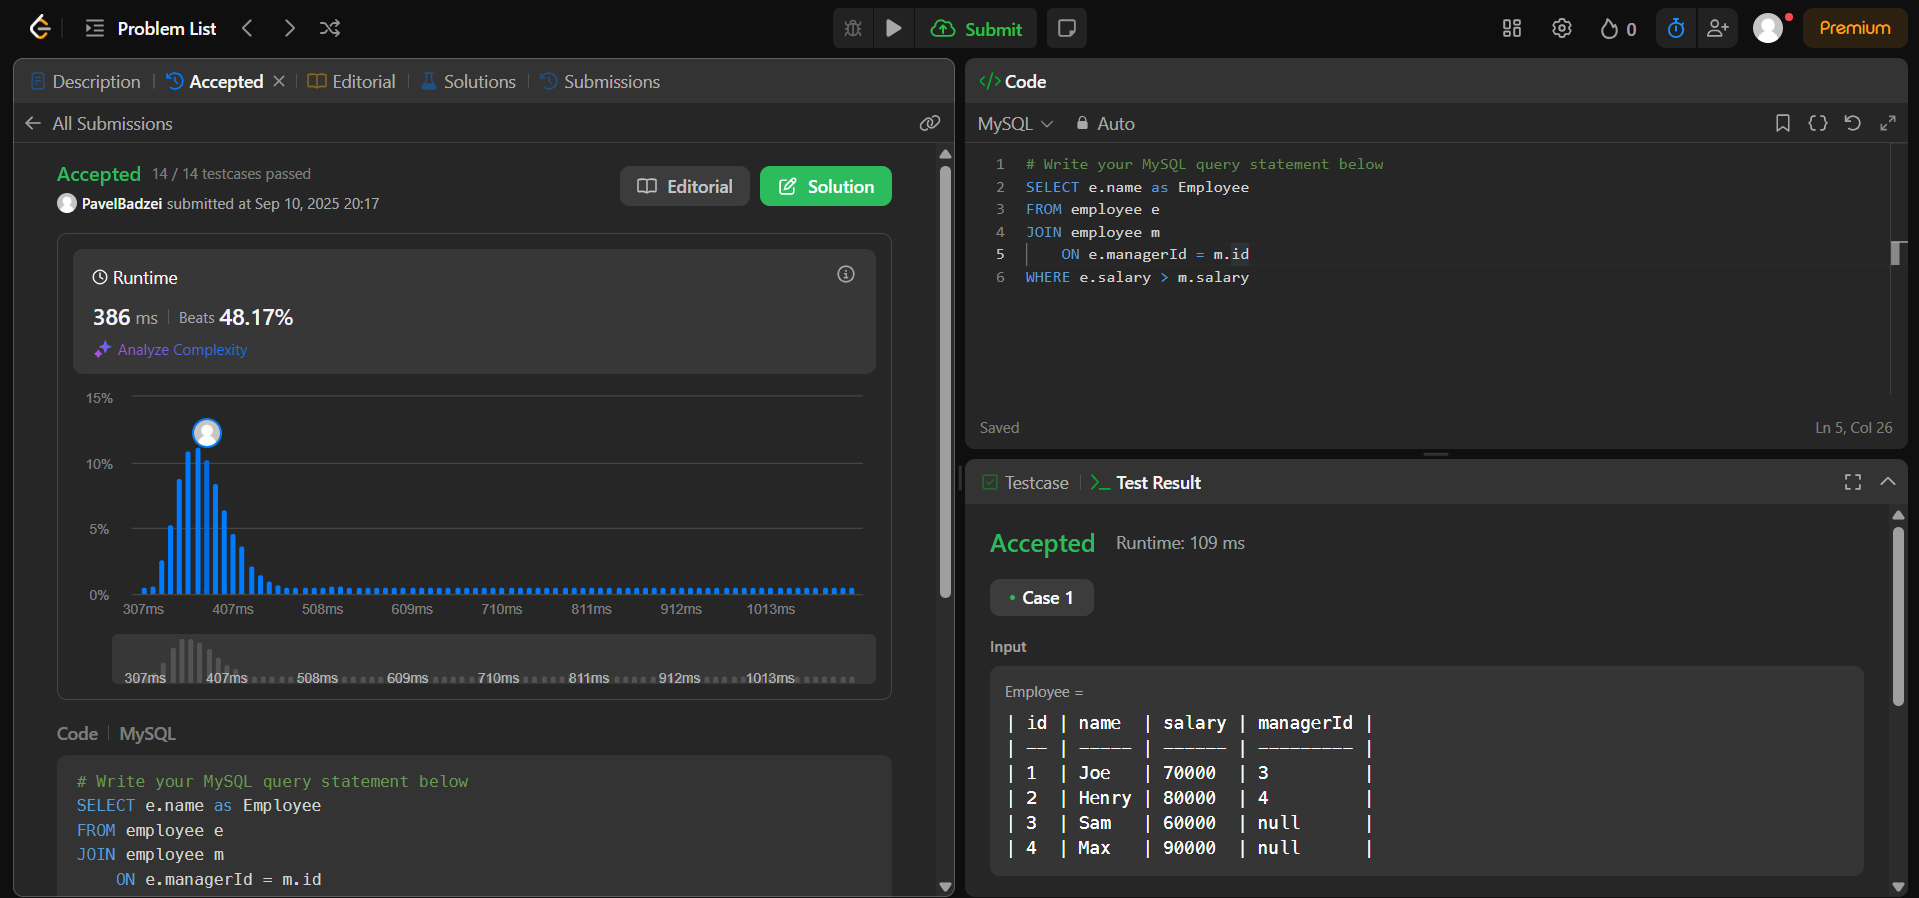 Problem List
Submit
0
Premium
Description
Accepted
Editorial
Solutions
Submissions
All Submissions
Accepted 14 / 14 testcases passed
PavelBadzei submitted at Sep 10, 2025 20:17
Editorial
Solution
Runtime
386 ms Beats 48.17%
Analyze Complexity
15%
10%
5%
0%
307ms 407ms 508ms 609ms 710ms 811ms 912ms 1013ms
307ms 407ms 508ms 609ms 710ms 811ms 912ms 1013ms
Code MySQL
# Write your MySQL query statement below
SELECT e.name as Employee
FROM employee e
JOIN employee m
ON e.managerId = m.id
</> Code
MySQL Auto
1 # Write your MySQL query statement below
2 SELECT e.name as Employee
3 FROM employee e
4 JOIN employee m
5 ON e.managerId = m.id
6 WHERE e.salary > m.salary
Saved
Ln 5, Col 26
Testcase
Test Result
Accepted Runtime: 109 ms
Case 1
Input
Employee =
| id | name | salary | managerId |
| -- | ----- | ------ | --------- |
| 1 | Joe | 70000 | 3 |
| 2 | Henry | 80000 | 4 |
| 3 | Sam | 60000 | null |
| 4 | Max | 90000 | null |